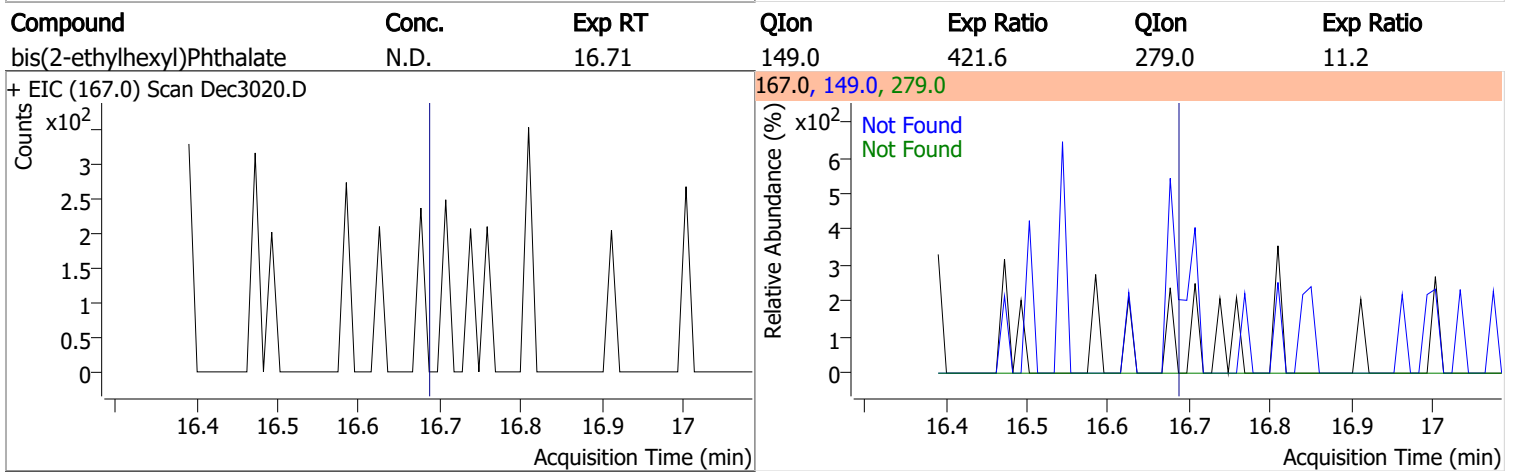 Compound Conc. Exp RT QIon Exp Ratio QIon Exp Ratio
bis(2-ethylhexyl)Phthalate N.D. 16.71 149.0 421.6 279.0 11.2
+ EIC (167.0) Scan Dec3020.D
Counts
x10²
3
2.5
2
1.5
1
0.5
0
16.4 16.5 16.6 16.7 16.8 16.9 17
Acquisition Time (min)
167.0, 149.0, 279.0
Relative Abundance (%)
x10²
Not Found
Not Found
6
5
4
3
2
1
0
16.4 16.5 16.6 16.7 16.8 16.9 17
Acquisition Time (min)